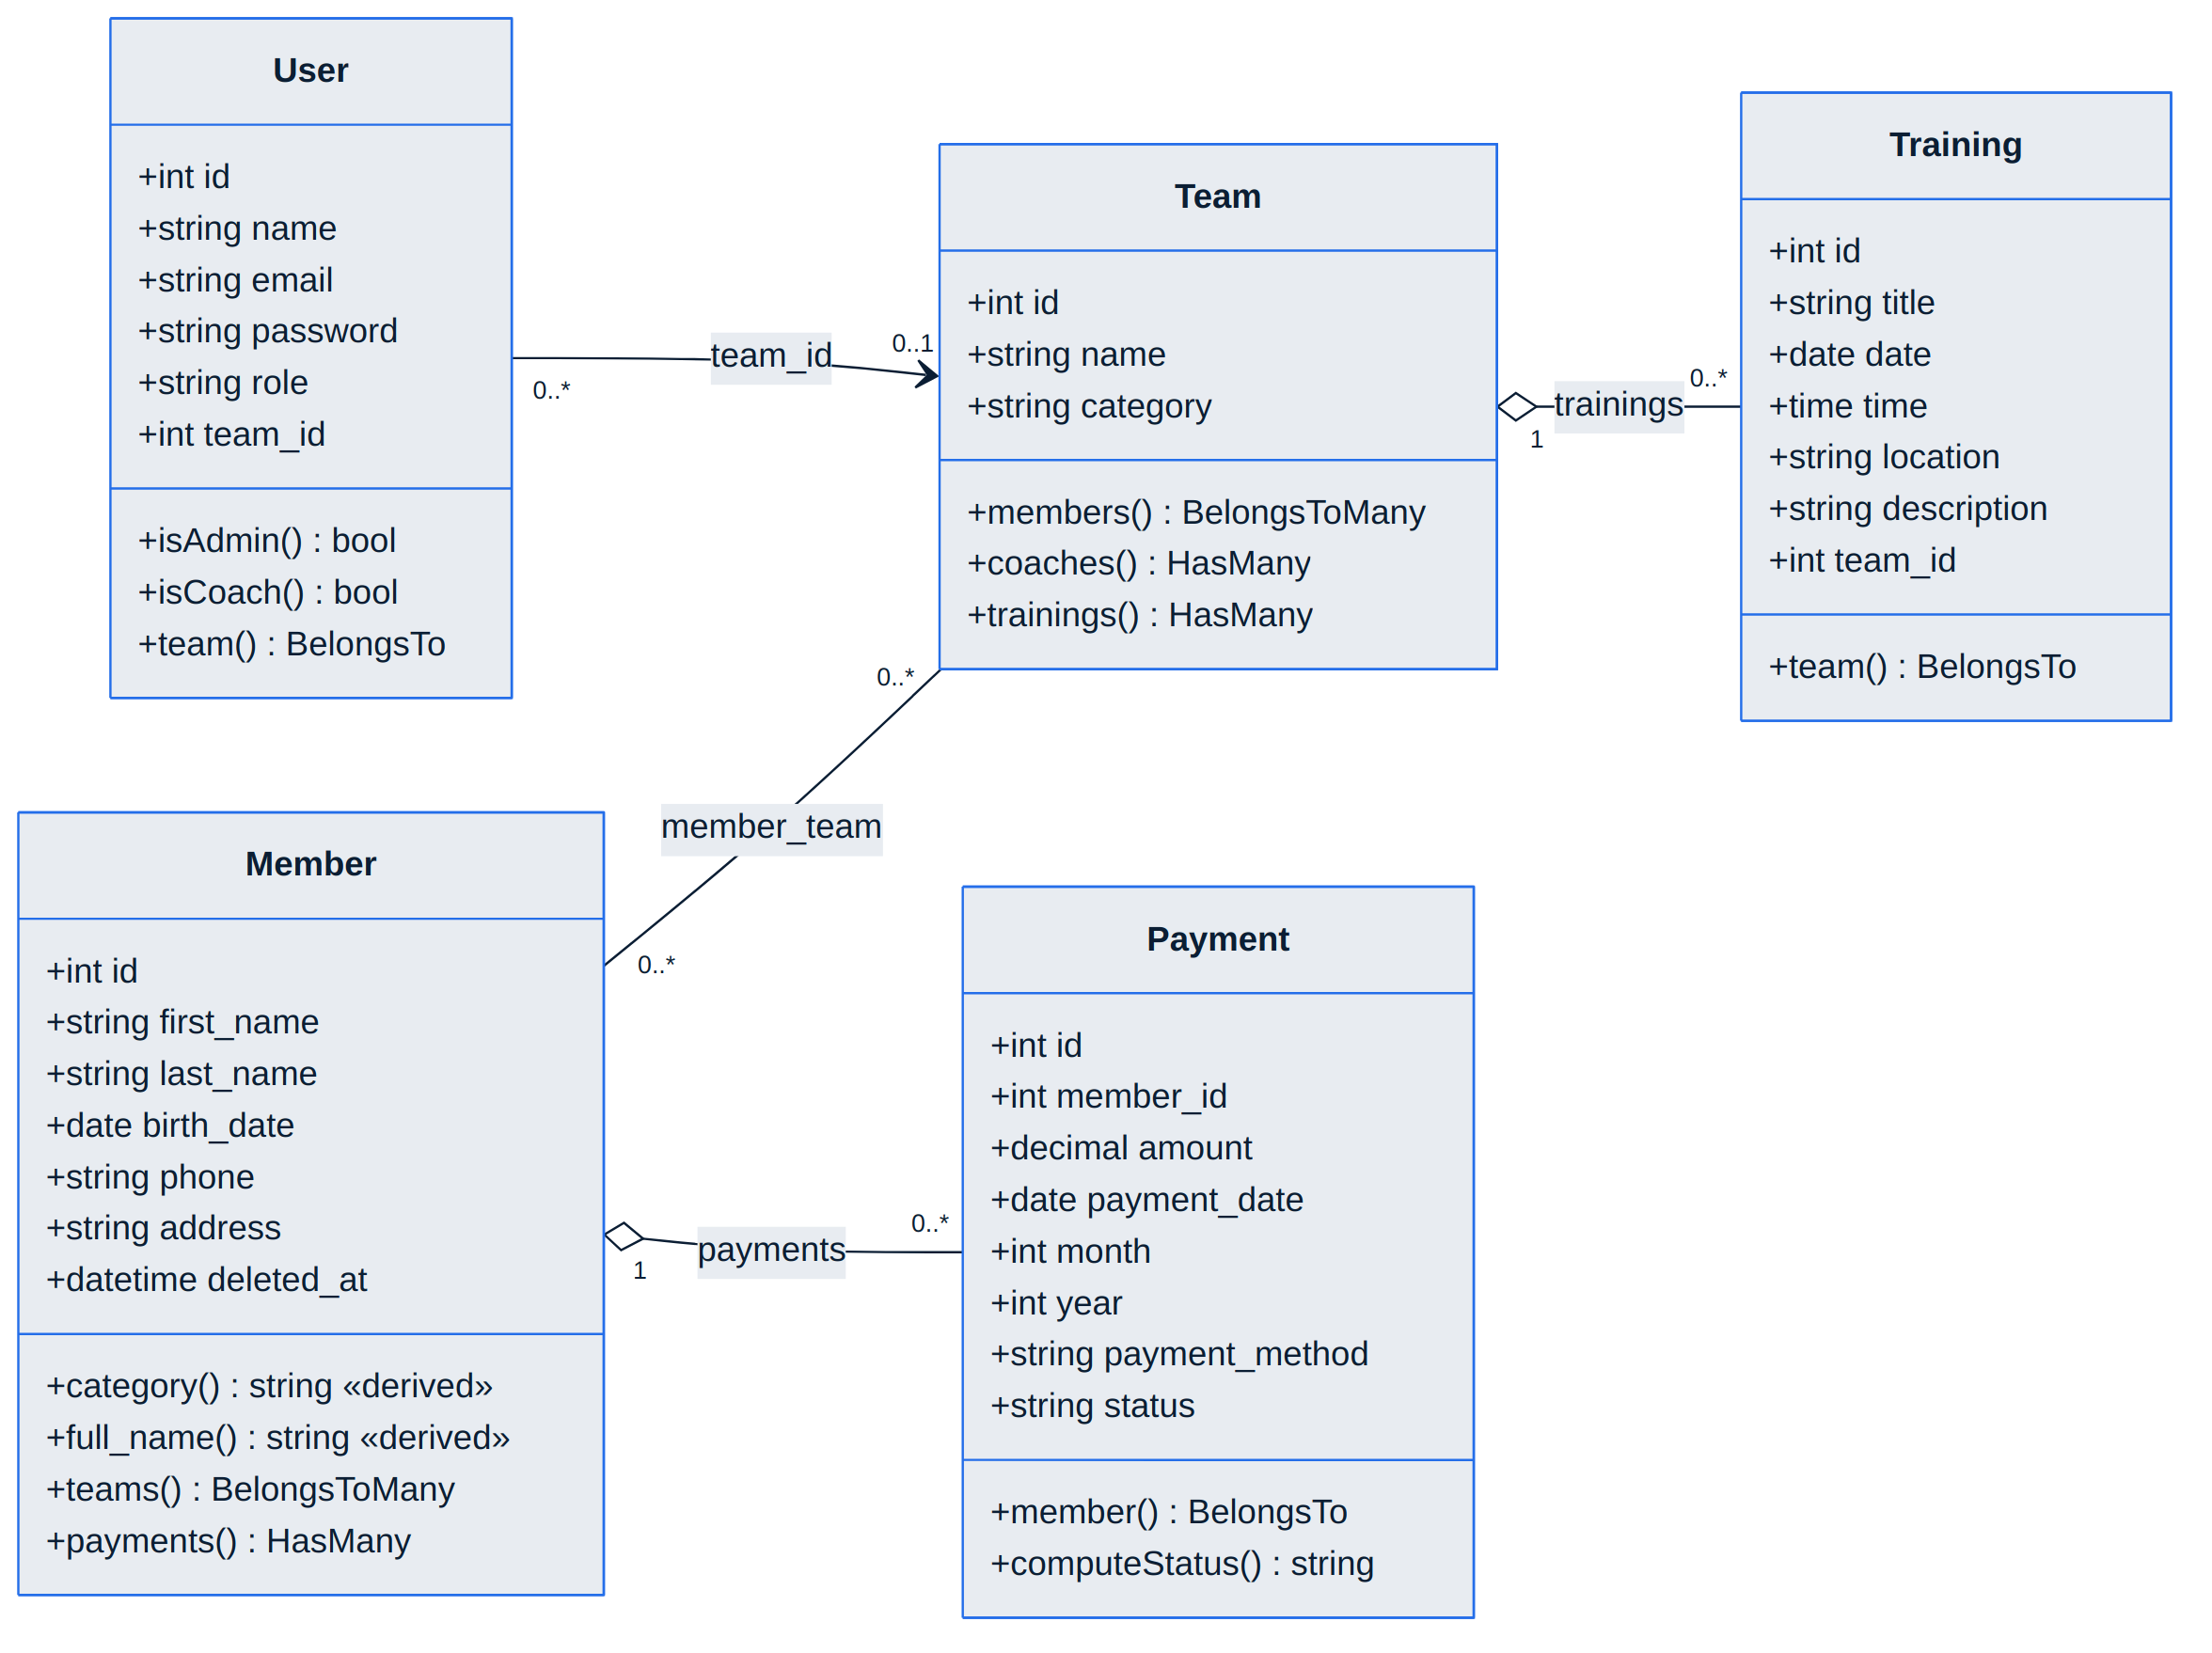 User
+int id
+string name
+string email
+string password
+string role
+int team_id
+isAdmin() : bool
+isCoach() : bool
+team() : BelongsTo
team_id
0..*
0..1
Team
+int id
+string name
+string category
+members() : BelongsToMany
+coaches() : HasMany
+trainings() : HasMany
trainings
1
0..*
Training
+int id
+string title
+date date
+time time
+string location
+string description
+int team_id
+team() : BelongsTo
0..*
member_team
0..*
Member
+int id
+string first_name
+string last_name
+date birth_date
+string phone
+string address
+datetime deleted_at
+category() : string «derived»
+full_name() : string «derived»
+teams() : BelongsToMany
+payments() : HasMany
payments
1
0..*
Payment
+int id
+int member_id
+decimal amount
+date payment_date
+int month
+int year
+string payment_method
+string status
+member() : BelongsTo
+computeStatus() : string